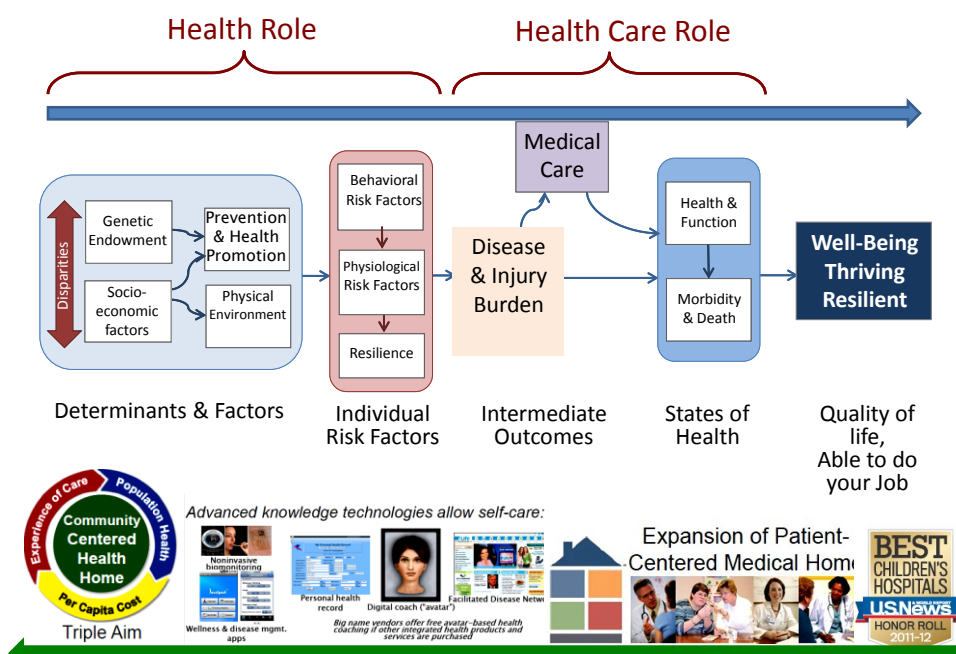 Health Role
Health Care Role
Medical
Care
Disparities
Genetic
Endowment
Prevention
& Health
Promotion
Socio-
economic
factors
Physical
Environment
Behavioral
Risk Factors
Physiological
Risk Factors
Resilience
Disease
& Injury
Burden
Health &
Function
Morbidity
& Death
Well-Being
Thriving
Resilient
Determinants & Factors
Individual
Risk Factors
Intermediate
Outcomes
States of
Health
Quality of
life,
Able to do
your Job
Experience of Care
Population Health
Per Capita Cost
Community
Centered
Health
Home
Triple Aim
Advanced knowledge technologies allow self-care:
Noninvasive
biomonitoring
Wellness & disease mgmt.
apps
Personal health
record
Digital coach ("avatar")
Facilitated Disease Netw
Big name vendors offer free avatar-based health
coaching if other integrated health products and
services are purchased
Expansion of Patient-
Centered Medical Home
BEST
CHILDREN'S
HOSPITALS
U.S.News
HONOR ROLL
2011-12